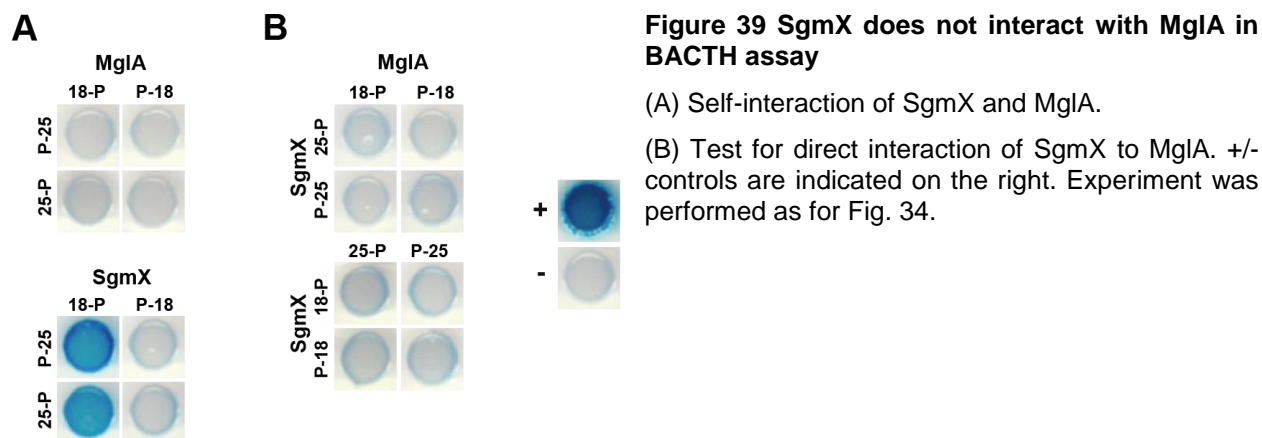 A
MglA
18-P P-18
P-25
25-P
SgmX
18-P P-18
P-25
25-P
B
MglA
18-P P-18
SgmX
25-P
P-25
25-P P-25
SgmX
18-P
P-18
+
-
Figure 39 SgmX does not interact with MglA in
BACTH assay
(A) Self-interaction of SgmX and MglA.
(B) Test for direct interaction of SgmX to MglA. +/-
controls are indicated on the right. Experiment was
performed as for Fig. 34.